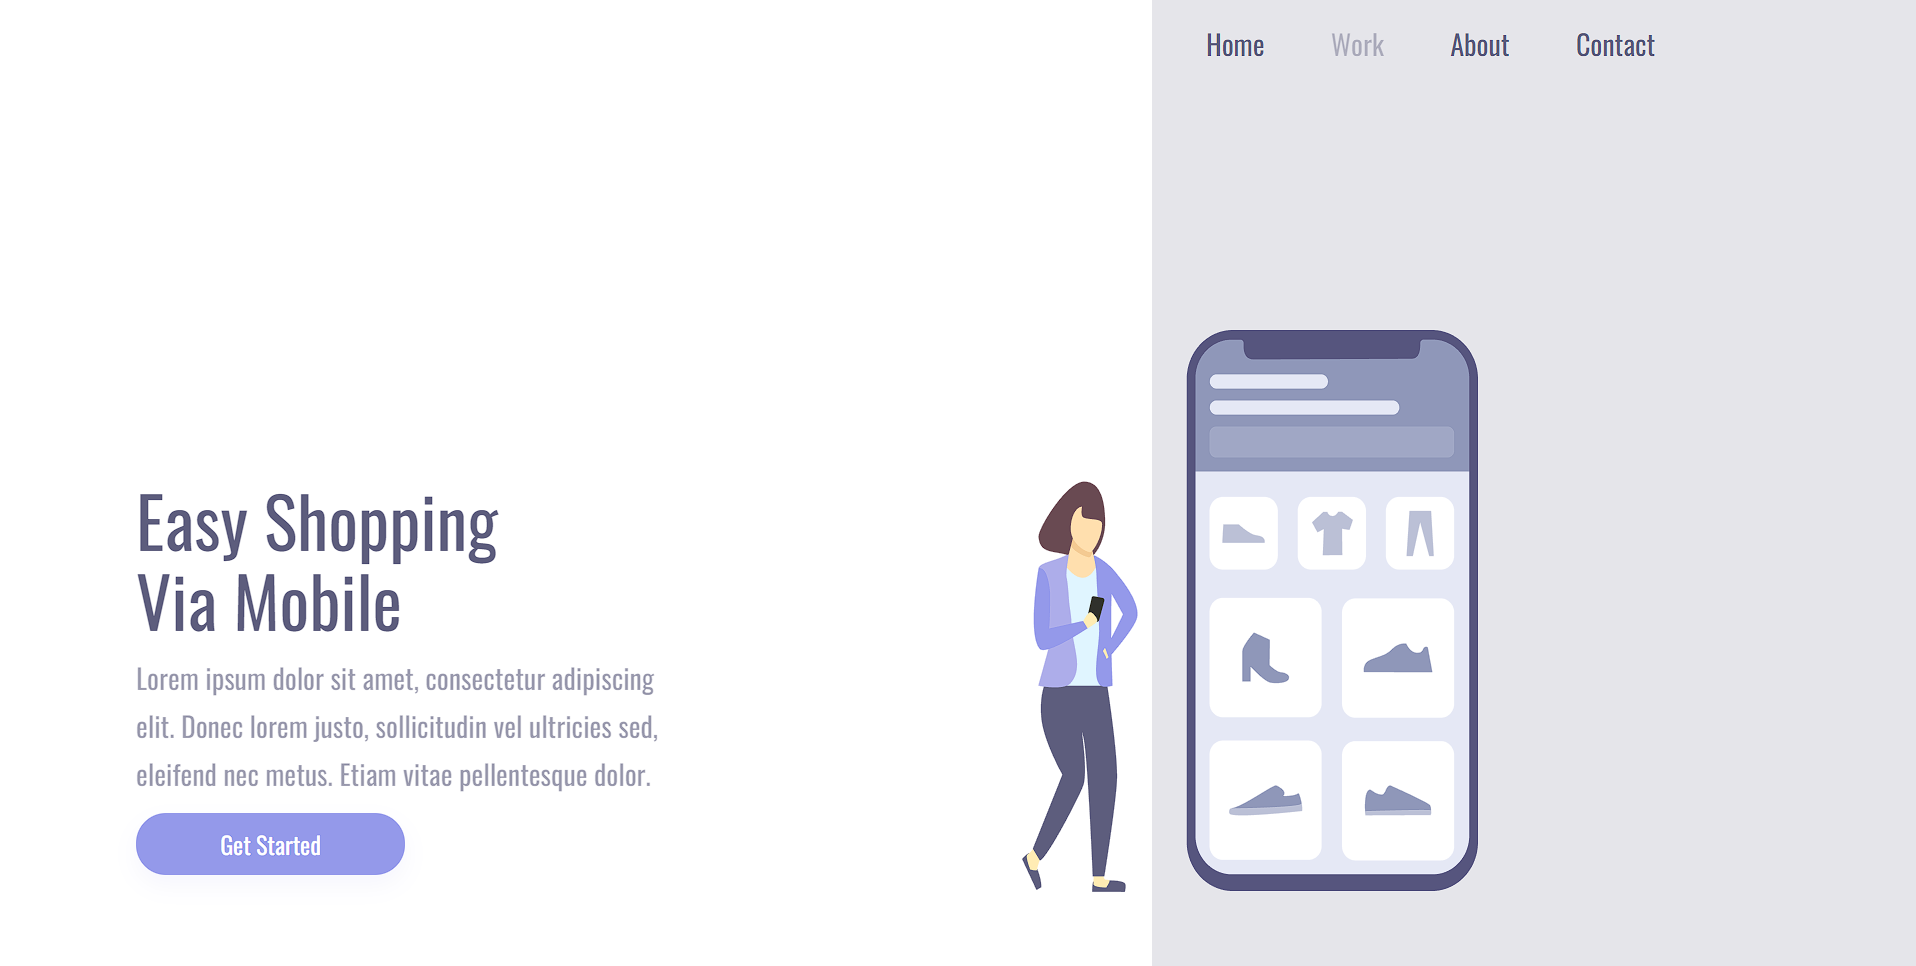 Home Work About Contact
Easy Shopping
Via Mobile
Lorem ipsum dolor sit amet, consectetur adipiscing
elit. Donec lorem justo, sollicitudin vel ultricies sed,
eleifend nec metus. Etiam vitae pellentesque dolor.
Get Started